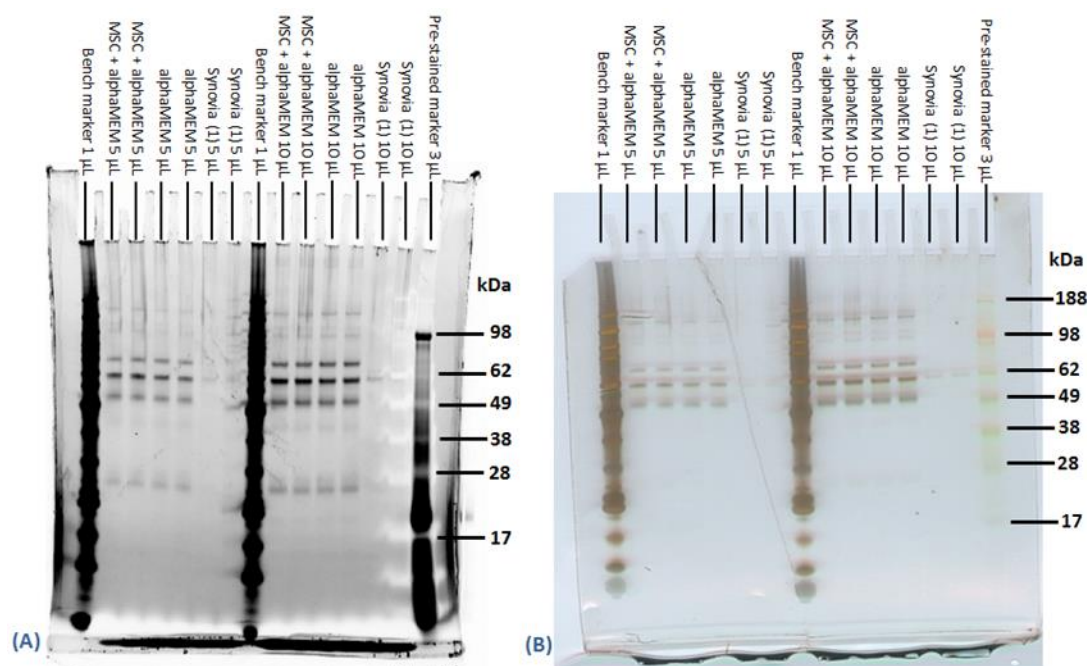 Bench marker 1 µL
MSC + alphaMEM 5 µL
MSC + alphaMEM 5 µL
alphaMEM 5 µL
alphaMEM 5 µL
Synovia (1) 5 µL
Synovia (1) 5 µL
Bench marker 1 µL
MSC + alphaMEM 10 µL
MSC + alphaMEM 10 µL
alphaMEM 10 µL
alphaMEM 10 µL
Synovia (1) 10 µL
Synovia (1) 10 µL
Pre-stained marker 3 µL
kDa
98
62
49
38
28
17
(A)
Bench marker 1 µL
MSC + alphaMEM 5 µL
MSC + alphaMEM 5 µL
alphaMEM 5 µL
alphaMEM 5 µL
Synovia (1) 5 µL
Synovia (1) 5 µL
Bench marker 1 µL
MSC + alphaMEM 10 µL
MSC + alphaMEM 10 µL
alphaMEM 10 µL
alphaMEM 10 µL
Synovia (1) 10 µL
Synovia (1) 10 µL
Pre-stained marker 3 µL
kDa
188
98
62
49
38
28
17
(B)